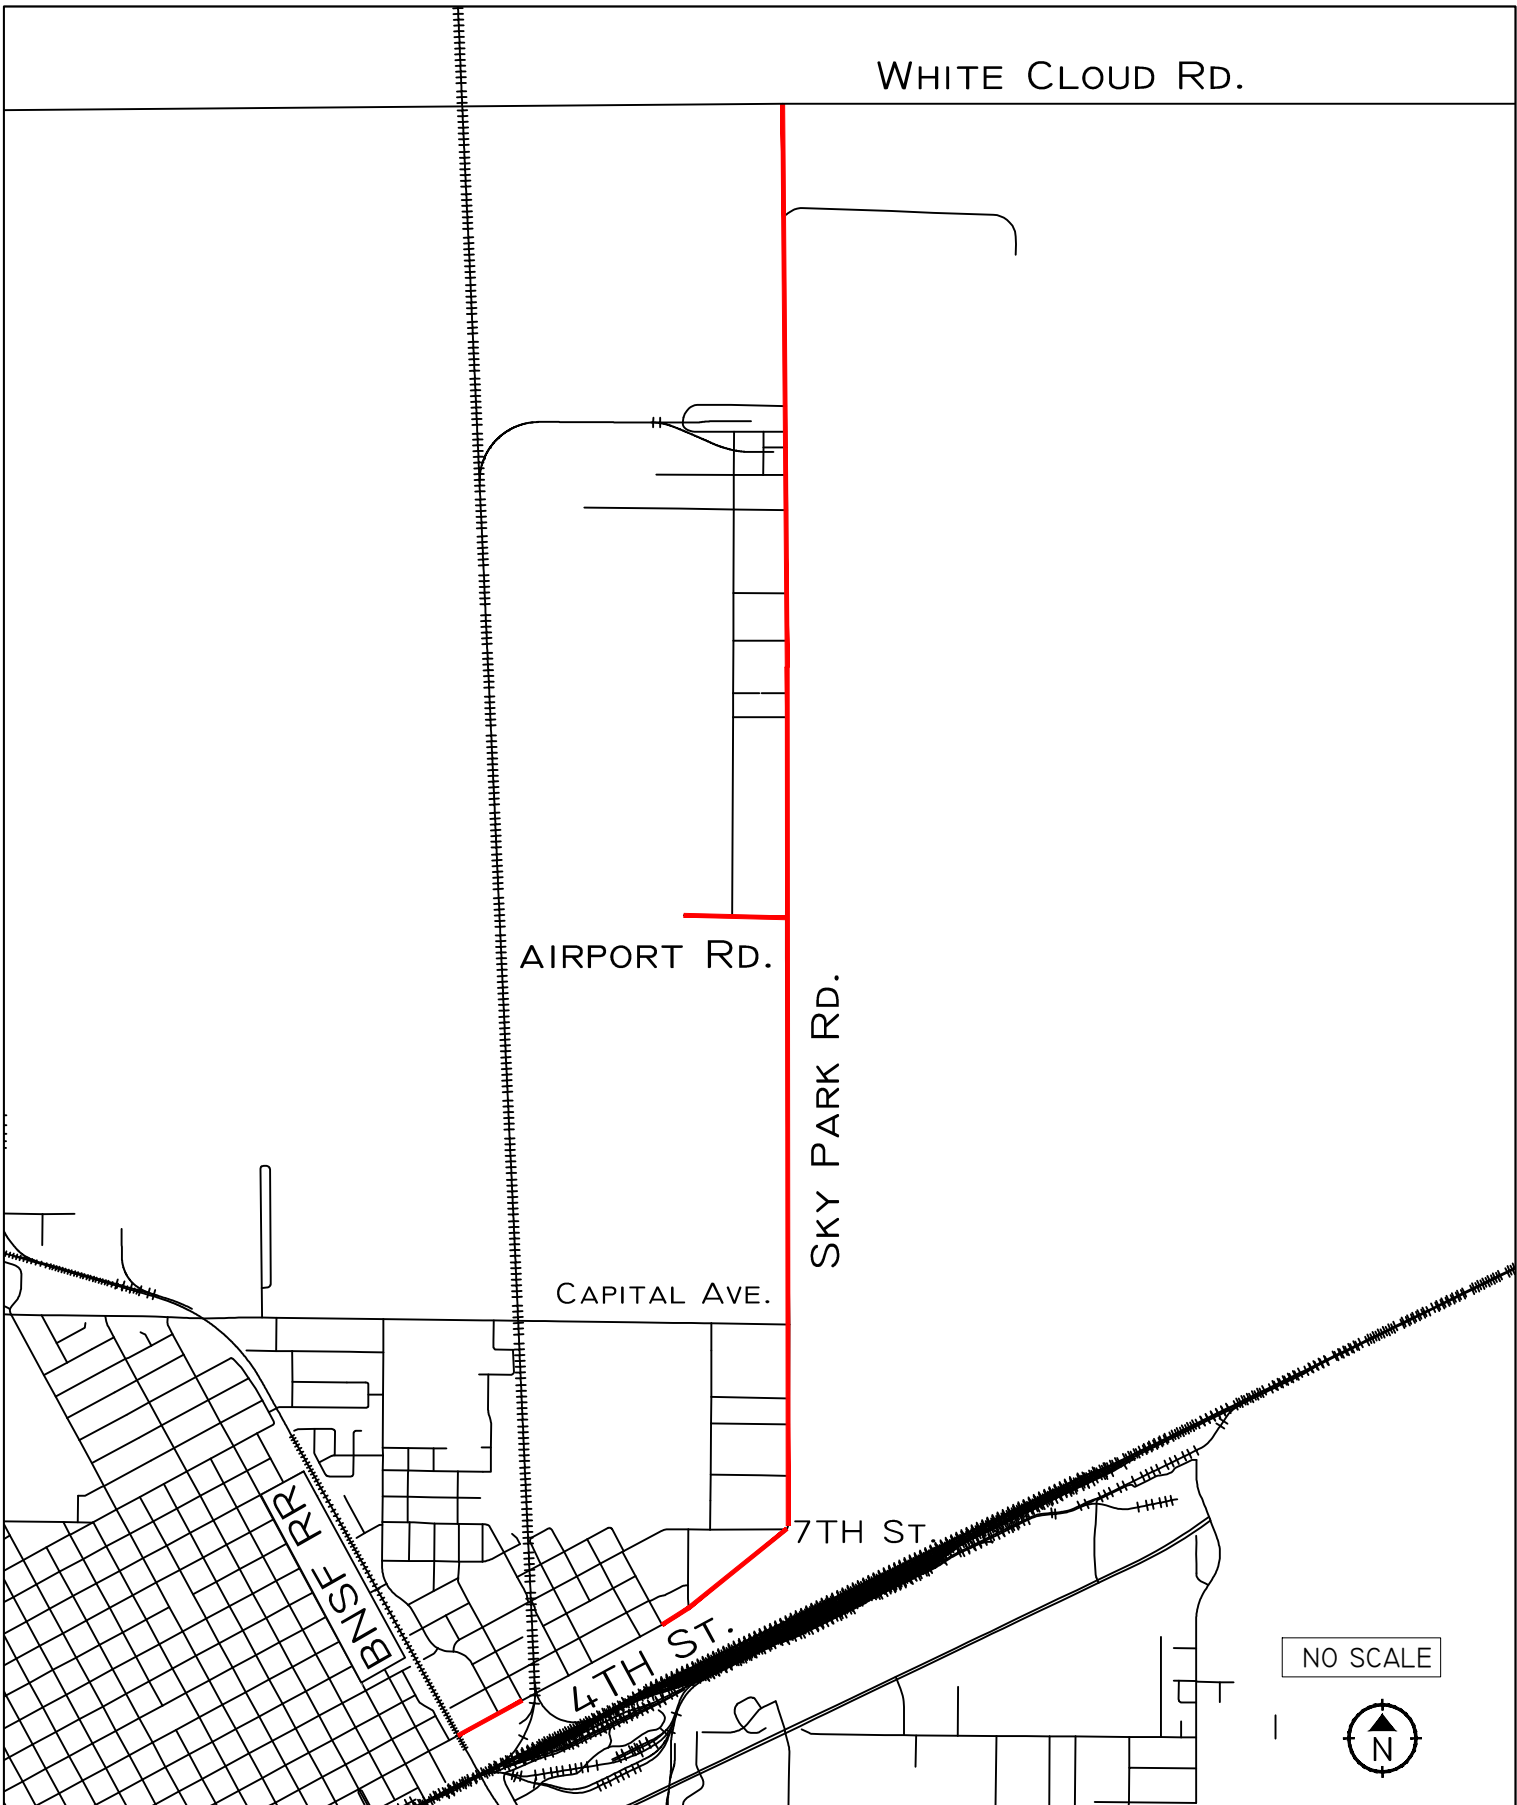 WHITE CLOUD RD.
AIRPORT RD.
SKY PARK RD.
CAPITAL AVE.
BNSF RR
7TH ST
4TH ST.
NO SCALE
N